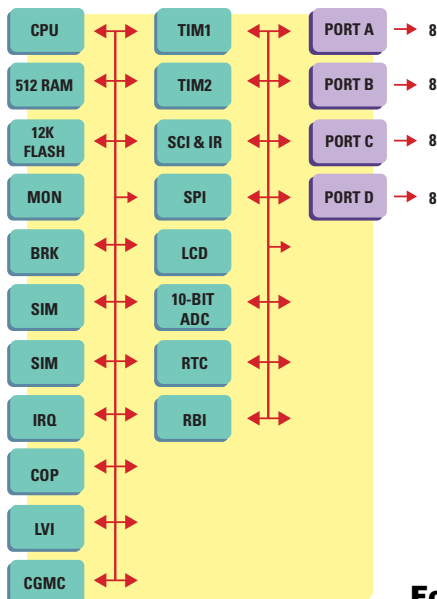 CPU
512 RAM
12K
FLASH
MON
BRK
SIM
SIM
IRQ
COP
LVI
CGMC
TIM1
TIM2
SCI & IR
SPI
LCD
10-BIT
ADC
RTC
RBI
PORT A
8
PORT B
8
PORT C
8
PORT D
8